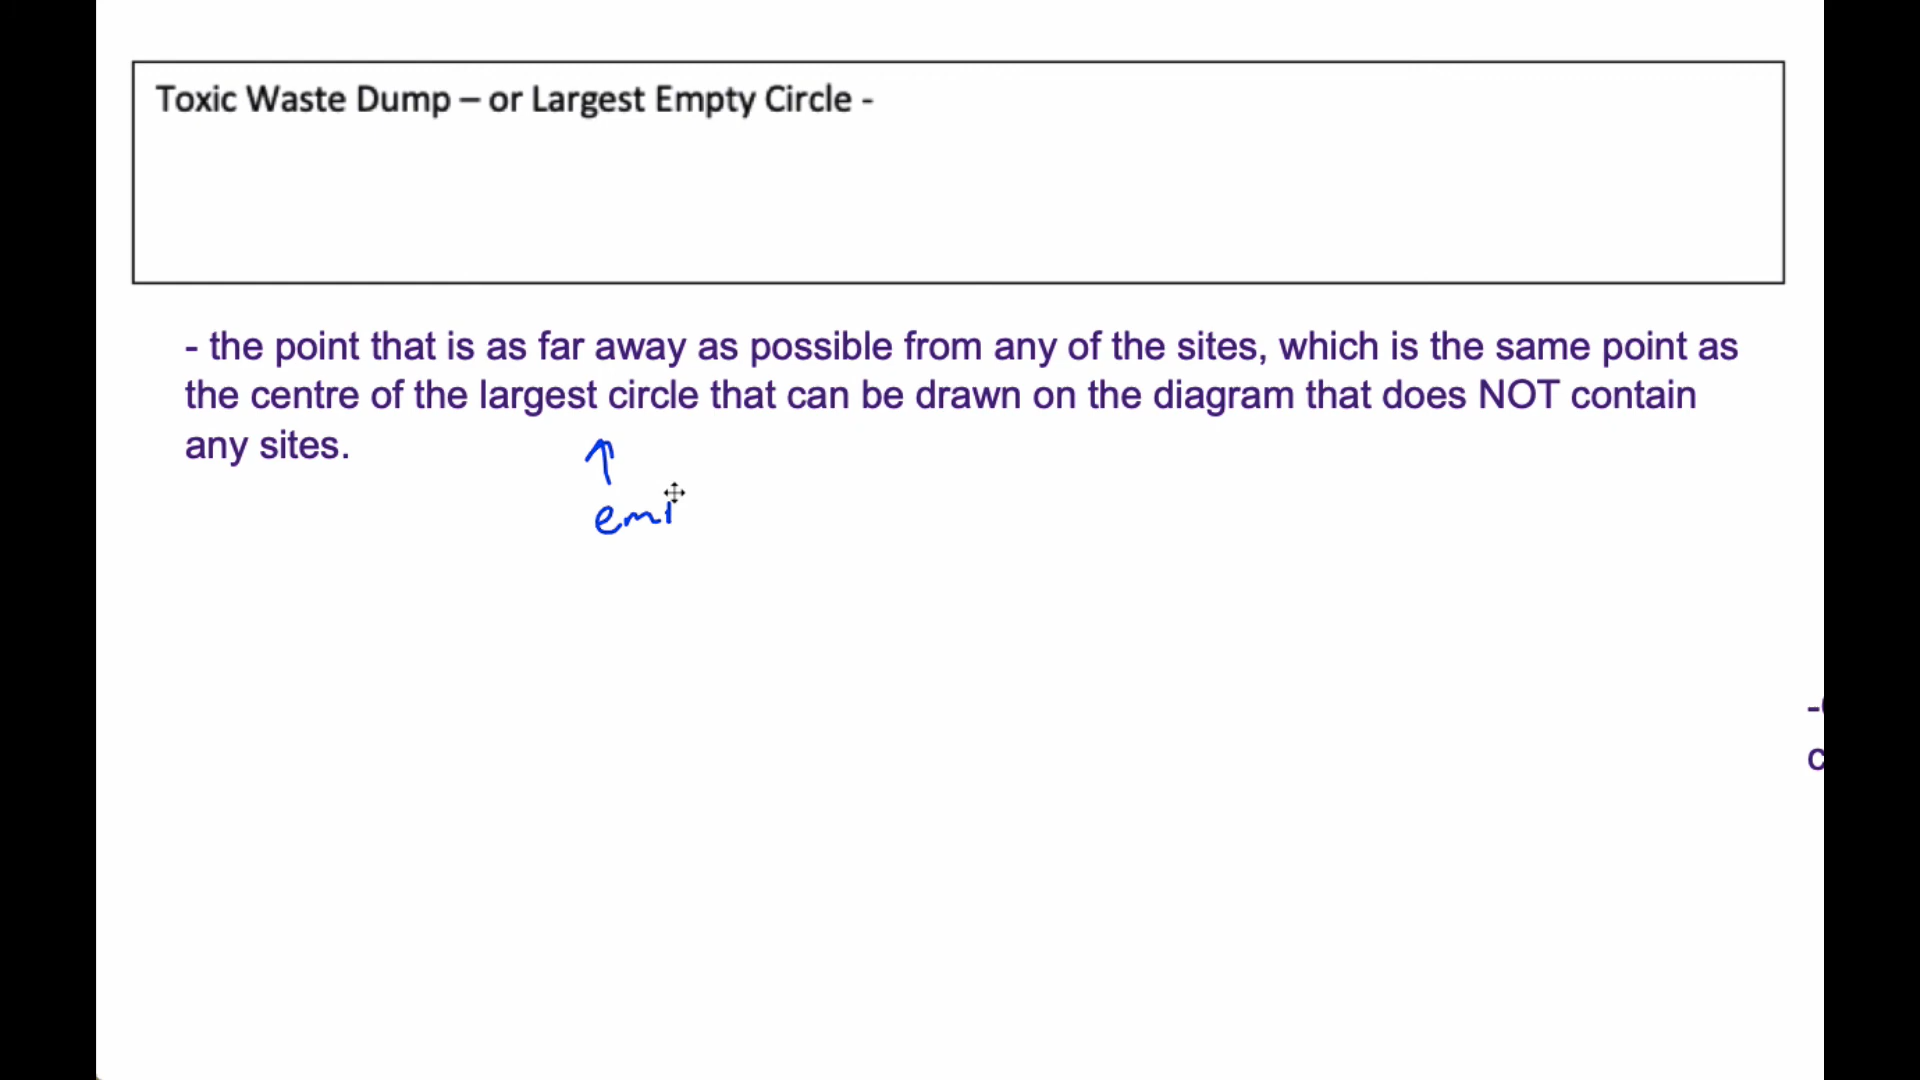 Toxic Waste Dump – or Largest Empty Circle -
- the point that is as far away as possible from any of the sites, which is the same point as
the centre of the largest circle that can be drawn on the diagram that does NOT contain
any sites.